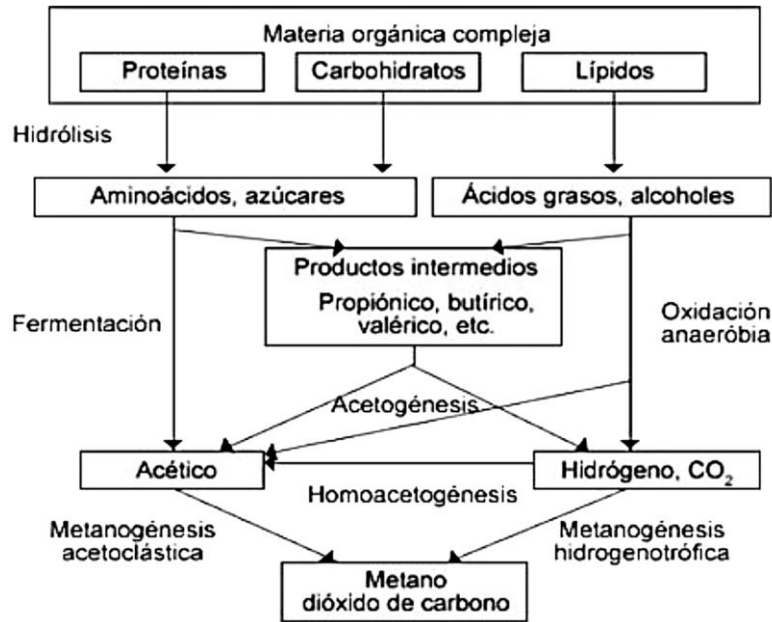 Materia orgánica compleja
Proteínas
Carbohidratos
Lípidos
Hidrólisis
Aminoácidos, azúcares
Ácidos grasos, alcoholes
Productos intermedios
Propiónico, butírico,
valérico, etc.
Fermentación
Oxidación
anaeróbia
Acetogénesis
Acético
Hidrógeno, CO₂
Homoacetogénesis
Metanogénesis
acetoclástica
Metanogénesis
hidrogenotrófica
Metano
dióxido de carbono